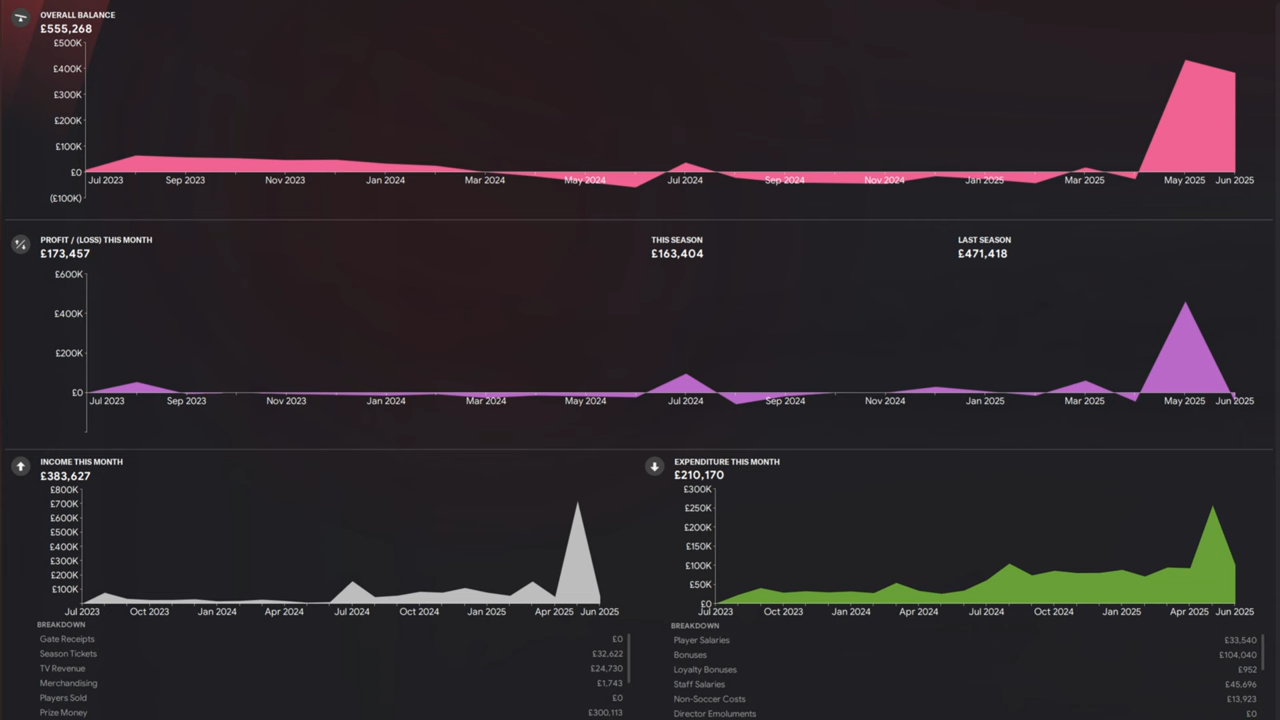 OVERALL BALANCE
£555,268
£500K
£400K
£300K
£200K
£100K
£0
(£100K)
Jul 2023 Sep 2023 Nov 2023 Jan 2024 Mar 2024 May 2024 Jul 2024 Sep 2024 Nov 2024 Jan 2025 Mar 2025 May 2025 Jun 2025
PROFIT / (LOSS) THIS MONTH THIS SEASON LAST SEASON
£173,457 £163,404 £471,418
£600K
£400K
£200K
£0
Jul 2023 Sep 2023 Nov 2023 Jan 2024 Mar 2024 May 2024 Jul 2024 Sep 2024 Nov 2024 Jan 2025 Mar 2025 May 2025 Jun 2025
INCOME THIS MONTH
£383,627
£800K
£700K
£600K
£500K
£400K
£300K
£200K
£100K
Jul 2023 Oct 2023 Jan 2024 Apr 2024 Jul 2024 Oct 2024 Jan 2025 Apr 2025 Jun 2025
BREAKDOWN
Gate Receipts £0
Season Tickets £32,622
TV Revenue £24,730
Merchandising £1,743
Players Sold £0
Prize Money £300,113
EXPENDITURE THIS MONTH
£210,170
£300K
£250K
£200K
£150K
£100K
£50K
£0
Jul 2023 Oct 2023 Jan 2024 Apr 2024 Jul 2024 Oct 2024 Jan 2025 Apr 2025 Jun 2025
BREAKDOWN
Player Salaries £33,540
Bonuses £104,040
Loyalty Bonuses £952
Staff Salaries £45,696
Non-Soccer Costs £13,923
Director Emoluments £0